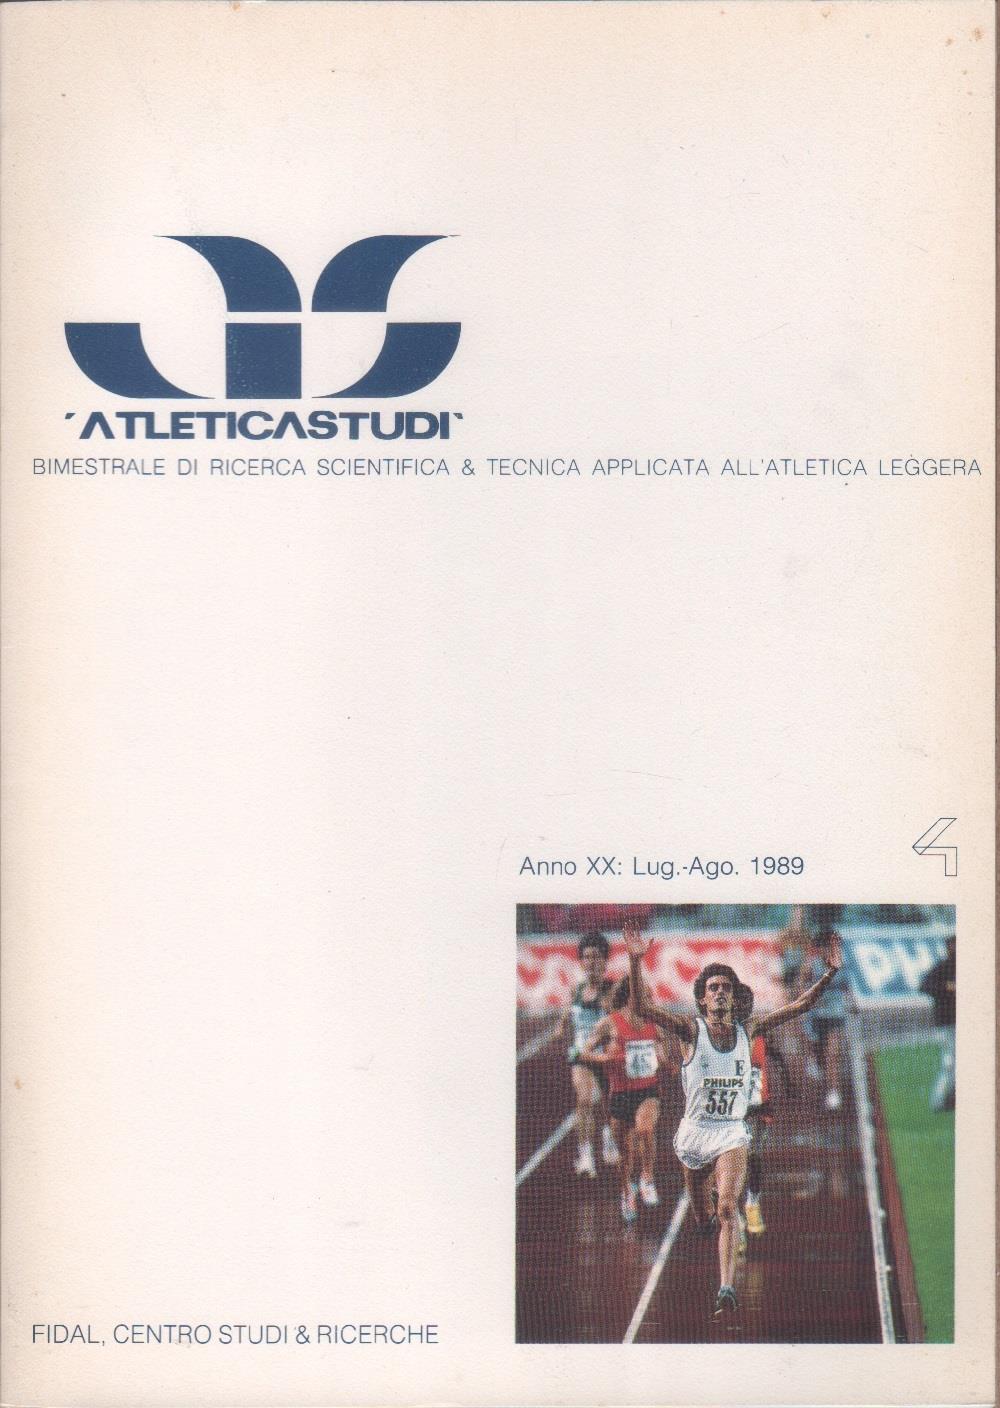 'ATLETICASTUDI'
BIMESTRALE DI RICERCA SCIENTIFICA & TECNICA APPLICATA ALL'ATLETICA LEGGERA
4
Anno XX: Lug.-Ago. 1989
E
PHILIPS
557
FIDAL, CENTRO STUDI & RICERCHE